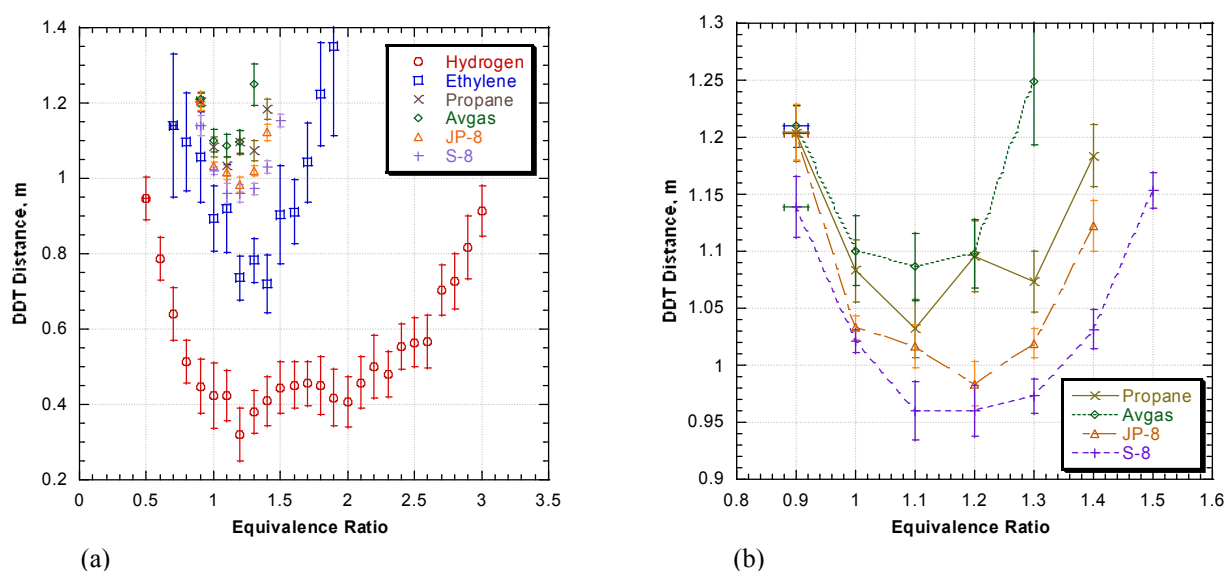 1.4
1.2
1
0.8
0.6
0.4
0.2
DDT Distance, m
0
0.5
1
1.5
2
2.5
3
3.5
Equivalence Ratio
Hydrogen
Ethylene
Propane
Avgas
JP-8
S-8
(a)
1.3
1.25
1.2
1.15
1.1
1.05
1
0.95
0.9
DDT Distance, m
0.8
0.9
1
1.1
1.2
1.3
1.4
1.5
1.6
Equivalence Ratio
Propane
Avgas
JP-8
S-8
(b)